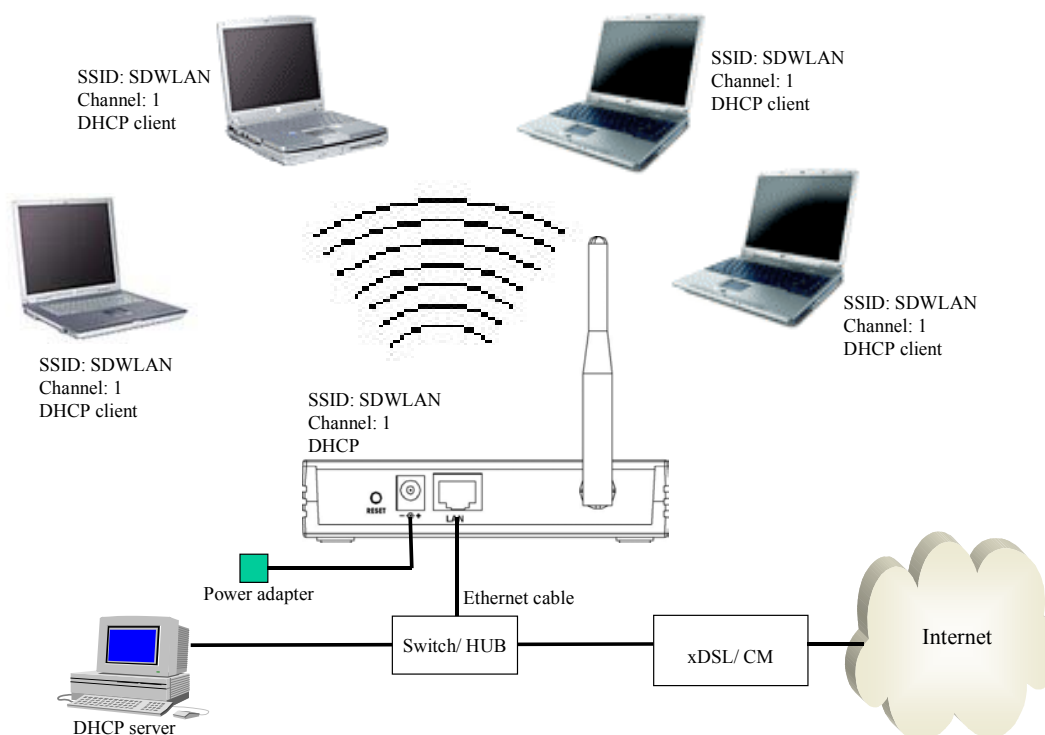 SSID: SDWLAN
Channel: 1
DHCP client
SSID: SDWLAN
Channel: 1
DHCP client
SSID: SDWLAN
Channel: 1
DHCP client
SSID: SDWLAN
Channel: 1
DHCP client
SSID: SDWLAN
Channel: 1
DHCP
RESET
- +
LAN
Power adapter
Ethernet cable
Switch/ HUB
xDSL/ CM
Internet
DHCP server